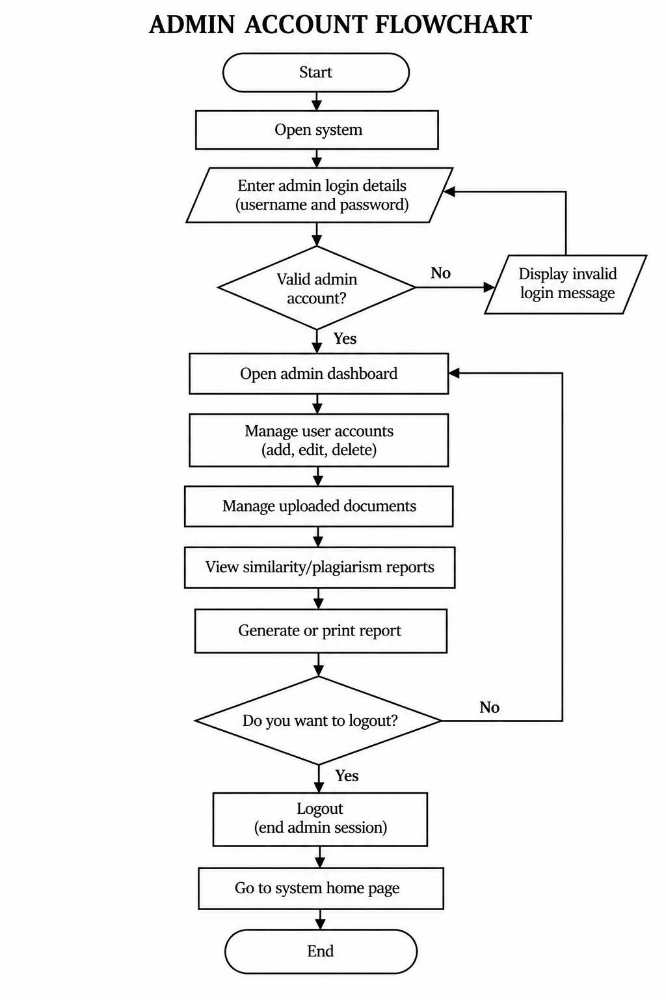 ADMIN ACCOUNT FLOWCHART
Start
Open system
Enter admin login details
(username and password)
Valid admin
account?
No
Display invalid
login message
Yes
Open admin dashboard
Manage user accounts
(add, edit, delete)
Manage uploaded documents
View similarity/plagiarism reports
Generate or print report
Do you want to logout?
No
Yes
Logout
(end admin session)
Go to system home page
End